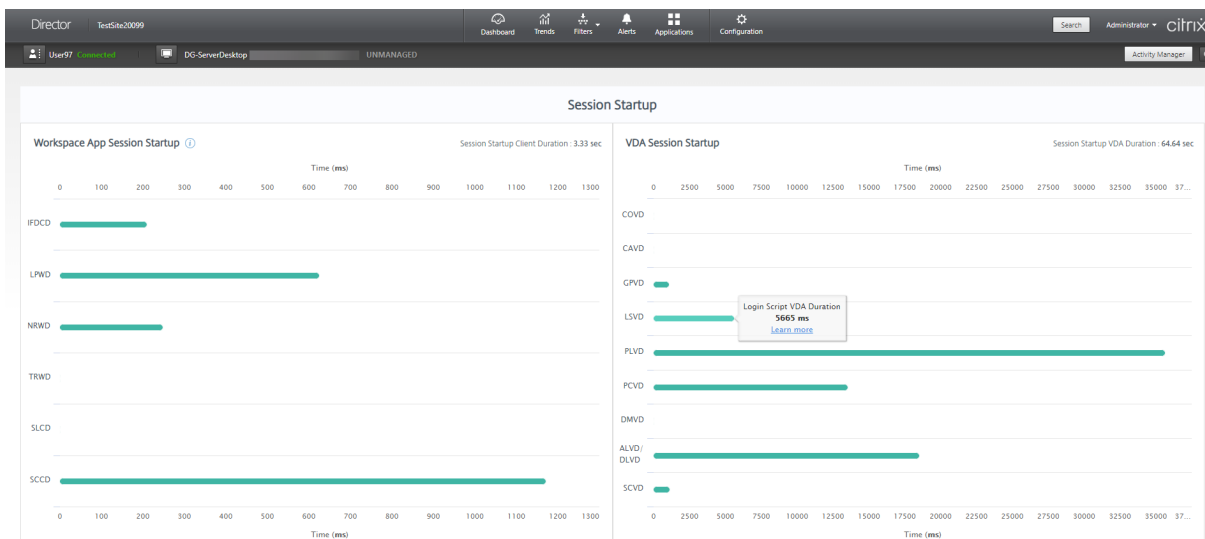 Director TestSite20099 Dashboard Trends Filters Alerts Applications Configuration Search Administrator citrix
User97 Connected DG-ServerDesktop UNMANAGED Activity Manager
Session Startup
Workspace App Session Startup Session Startup Client Duration : 3.33 sec
Time (ms)
0 100 200 300 400 500 600 700 800 900 1000 1100 1200 1300
IFDCD
LPWD
NRWD
TRWD
SLCD
SCCD
0 100 200 300 400 500 600 700 800 900 1000 1100 1200 1300
Time (ms)
VDA Session Startup Session Startup VDA Duration : 64.64 sec
Time (ms)
0 2500 5000 7500 10000 12500 15000 17500 20000 22500 25000 27500 30000 32500 35000 37...
COVD
CAVD
GPVD
LSVD
Login Script VDA Duration
5665 ms
Learn more
PLVD
PCVD
DMVD
ALVD/
DLVD
SCVD
0 2500 5000 7500 10000 12500 15000 17500 20000 22500 25000 27500 30000 32500 35000 37...
Time (ms)